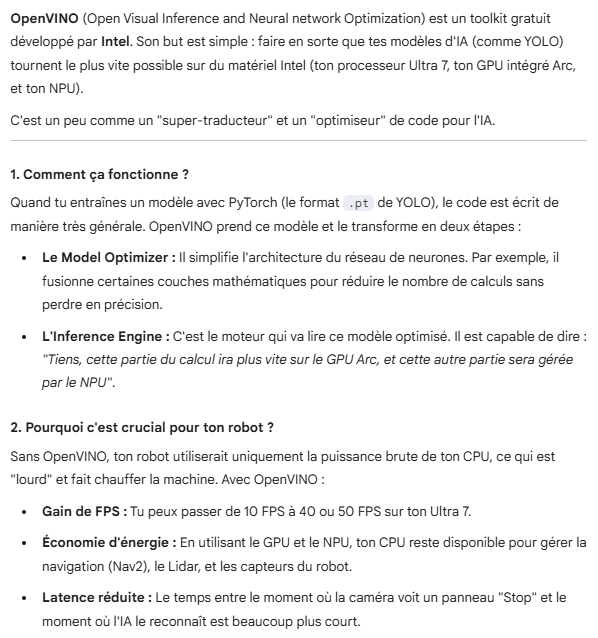 OpenVINO (Open Visual Inference and Neural network Optimization) est un toolkit gratuit
développé par Intel. Son but est simple : faire en sorte que tes modèles d'IA (comme YOLO)
tournent le plus vite possible sur du matériel Intel (ton processeur Ultra 7, ton GPU intégré Arc,
et ton NPU).
C'est un peu comme un "super-traducteur" et un "optimiseur" de code pour l'IA.
1. Comment ça fonctionne ?
Quand tu entraînes un modèle avec PyTorch (le format .pt de YOLO), le code est écrit de
manière très générale. OpenVINO prend ce modèle et le transforme en deux étapes :
• Le Model Optimizer : Il simplifie l'architecture du réseau de neurones. Par exemple, il
fusionne certaines couches mathématiques pour réduire le nombre de calculs sans
perdre en précision.
• L'Inference Engine : C'est le moteur qui va lire ce modèle optimisé. Il est capable de dire :
"Tiens, cette partie du calcul ira plus vite sur le GPU Arc, et cette autre partie sera gérée
par le NPU".
2. Pourquoi c'est crucial pour ton robot ?
Sans OpenVINO, ton robot utiliserait uniquement la puissance brute de ton CPU, ce qui est
"lourd" et fait chauffer la machine. Avec OpenVINO :
• Gain de FPS : Tu peux passer de 10 FPS à 40 ou 50 FPS sur ton Ultra 7.
• Économie d'énergie : En utilisant le GPU et le NPU, ton CPU reste disponible pour gérer la
navigation (Nav2), le Lidar, et les capteurs du robot.
• Latence réduite : Le temps entre le moment où la caméra voit un panneau "Stop" et le
moment où l'IA le reconnaît est beaucoup plus court.